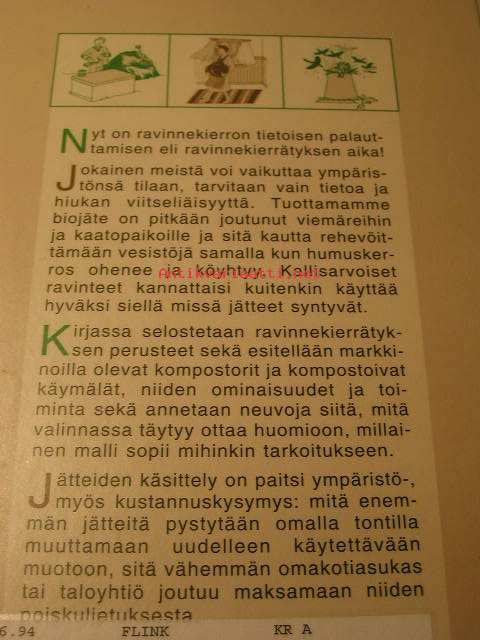 Nyt on ravinnekierron tietoisen palaut-
tamisen eli ravinnekierrätyksen aika!
Jokainen meistä voi vaikuttaa ympäris-
tönsä tilaan, tarvitaan vain tietoa ja
hiukan viitseliäisyyttä. Tuottamamme
biojäte on pitkään joutunut viemäreihin
ja kaatopaikoille ja sitä kautta rehevöit-
tämään vesistöjä samalla kun humusker-
ros ohenee ja köyhtyy. Kallisarvoiset
Antikvariaatti.net
ravinteet kannattaisi kuitenkin käyttää
hyväksi siellä missä jätteet syntyvät.
Kirjassa selostetaan ravinnekierrätyk-
sen perusteet sekä esitellään markki-
noilla olevat kompostorit ja kompostoivat
käymälät, niiden ominaisuudet ja toi-
minta sekä annetaan neuvoja siitä, mitä
valinnassa täytyy ottaa huomioon, millai-
nen malli sopii mihinkin tarkoitukseen.
Jätteiden käsittely on paitsi ympäristö-,
myös kustannuskysymys: mitä enem-
män jätteitä pystytään omalla tontilla
muuttamaan uudelleen käytettävään
muotoon, sitä vähemmän omakotiasukas
tai taloyhtiö joutuu maksamaan niiden
poiskuljetuksesta
6.94 FLINK KR A